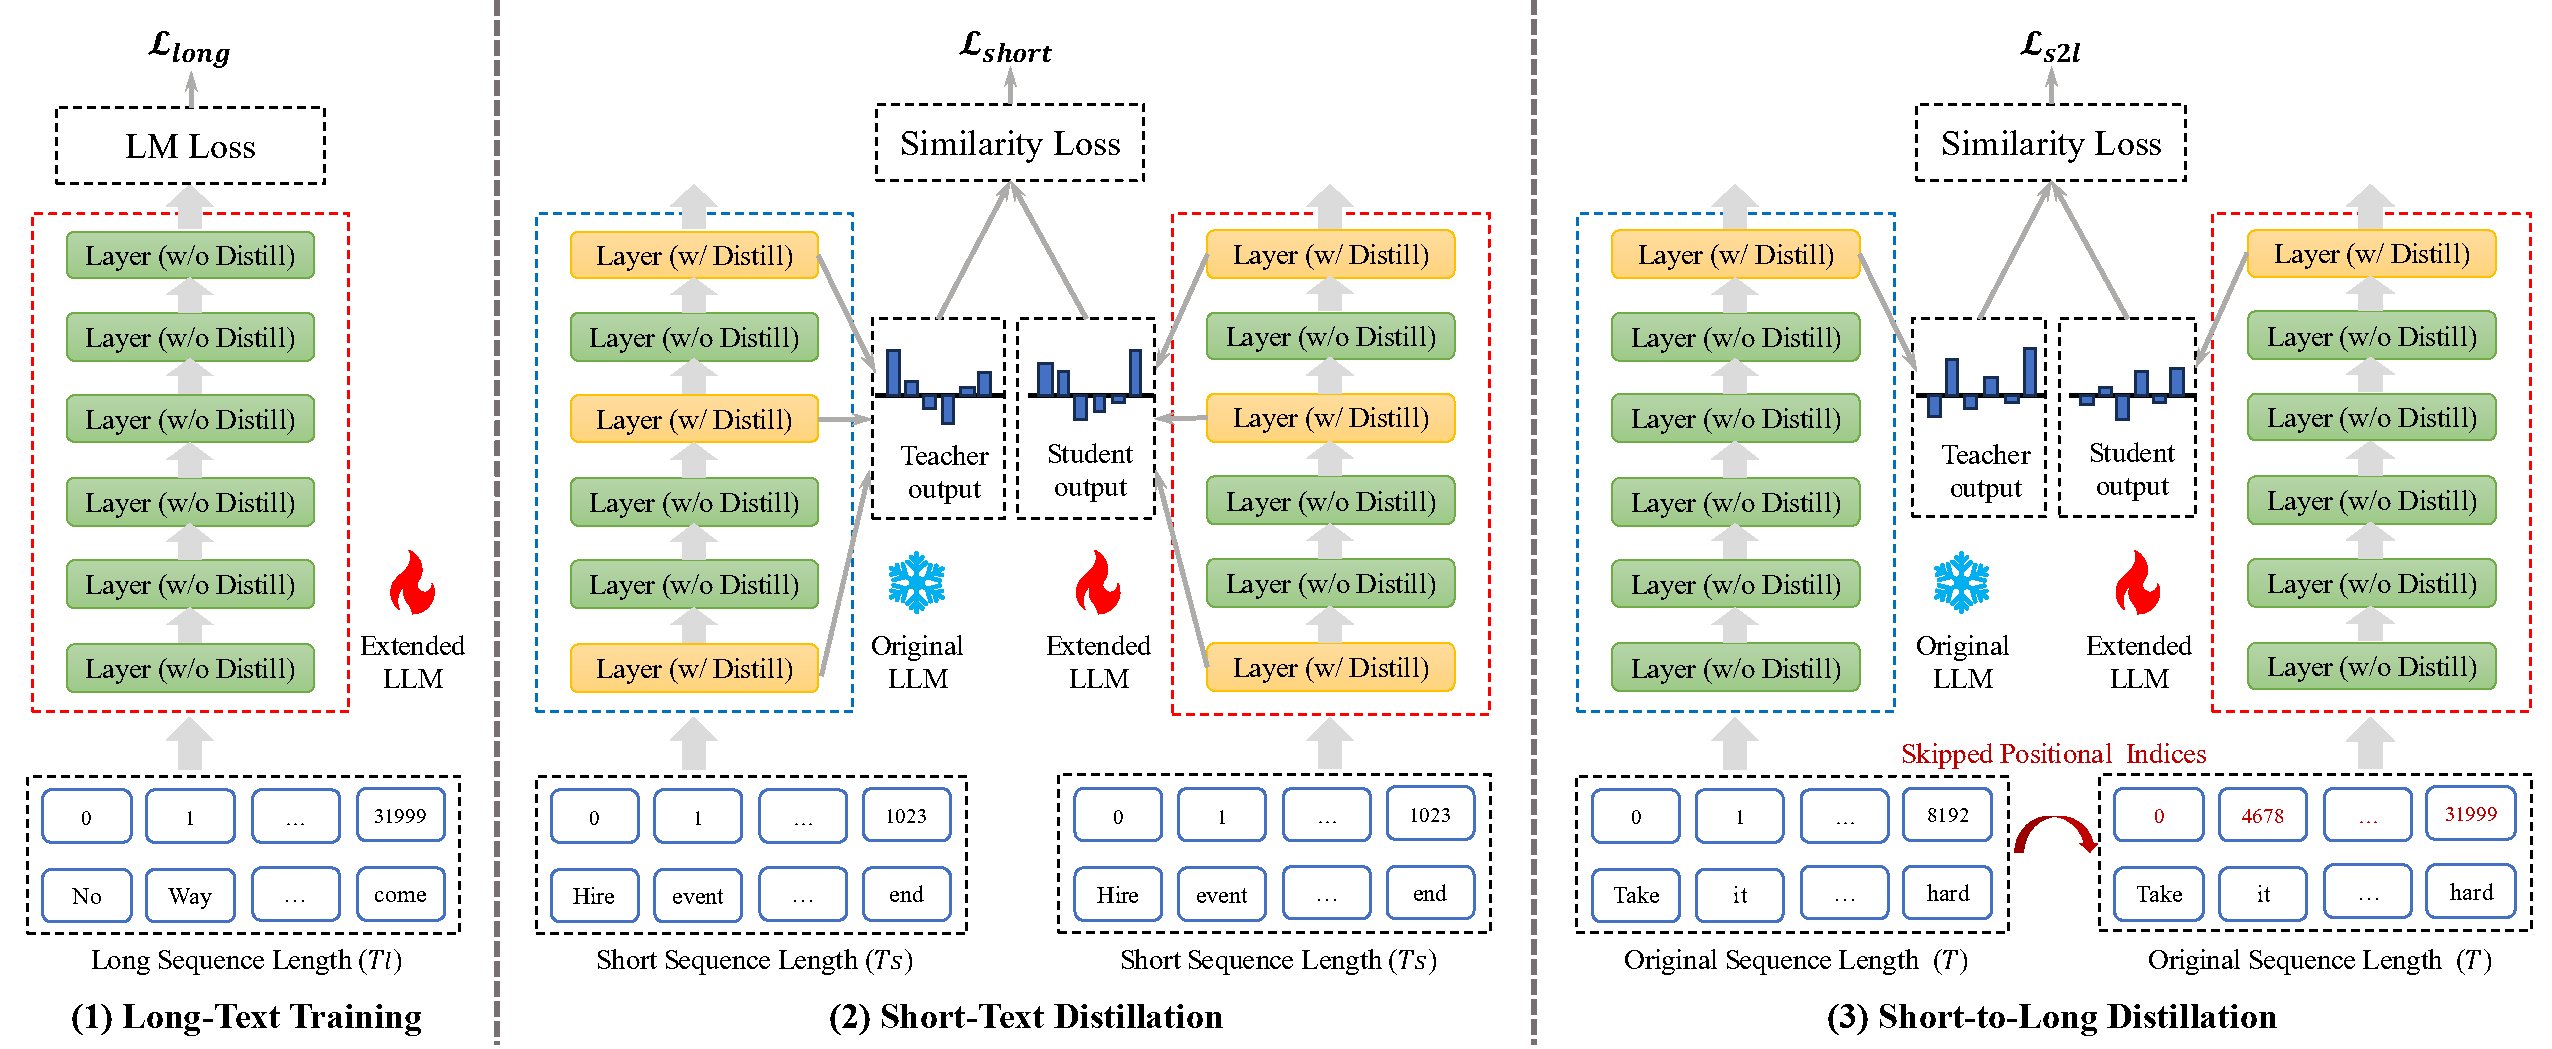 ℒlong
LM Loss
Layer (w/o Distill)
Layer (w/o Distill)
Layer (w/o Distill)
Layer (w/o Distill)
Layer (w/o Distill)
Layer (w/o Distill)
Extended
LLM
0 1 ... 31999
No Way ... come
Long Sequence Length (Tl)
(1) Long-Text Training
ℒshort
Similarity Loss
Layer (w/ Distill)
Layer (w/o Distill)
Layer (w/ Distill)
Layer (w/o Distill)
Layer (w/o Distill)
Layer (w/ Distill)
Teacher
output
Student
output
Original
LLM
Extended
LLM
Layer (w/ Distill)
Layer (w/o Distill)
Layer (w/ Distill)
Layer (w/o Distill)
Layer (w/o Distill)
Layer (w/ Distill)
0 1 ... 1023
Hire event ... end
Short Sequence Length (Ts)
0 1 ... 1023
Hire event ... end
Short Sequence Length (Ts)
(2) Short-Text Distillation
ℒs2l
Similarity Loss
Layer (w/ Distill)
Layer (w/o Distill)
Layer (w/o Distill)
Layer (w/o Distill)
Layer (w/o Distill)
Layer (w/o Distill)
Teacher
output
Student
output
Original
LLM
Extended
LLM
Layer (w/ Distill)
Layer (w/o Distill)
Layer (w/o Distill)
Layer (w/o Distill)
Layer (w/o Distill)
Layer (w/o Distill)
Skipped Positional Indices
0 1 ... 8192
Take it ... hard
Original Sequence Length (T)
0 4678 ... 31999
Take it ... hard
Original Sequence Length (T)
(3) Short-to-Long Distillation